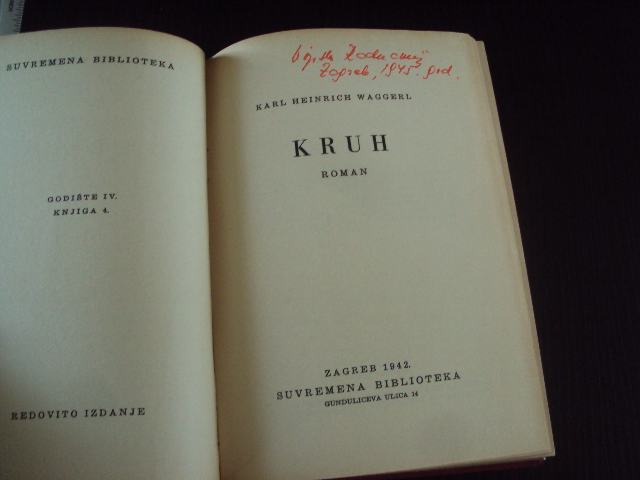 SUVREMENA BIBLIOTEKA
GODIŠTE IV.
KNJIGA 4.
REDOVITO IZDANJE
Zagreb, 1945. god.
KARL HEINRICH WAGGERL
KRUH
ROMAN
ZAGREB 1942.
SUVREMENA BIBLIOTEKA
GUNDULIĆEVA ULICA 14